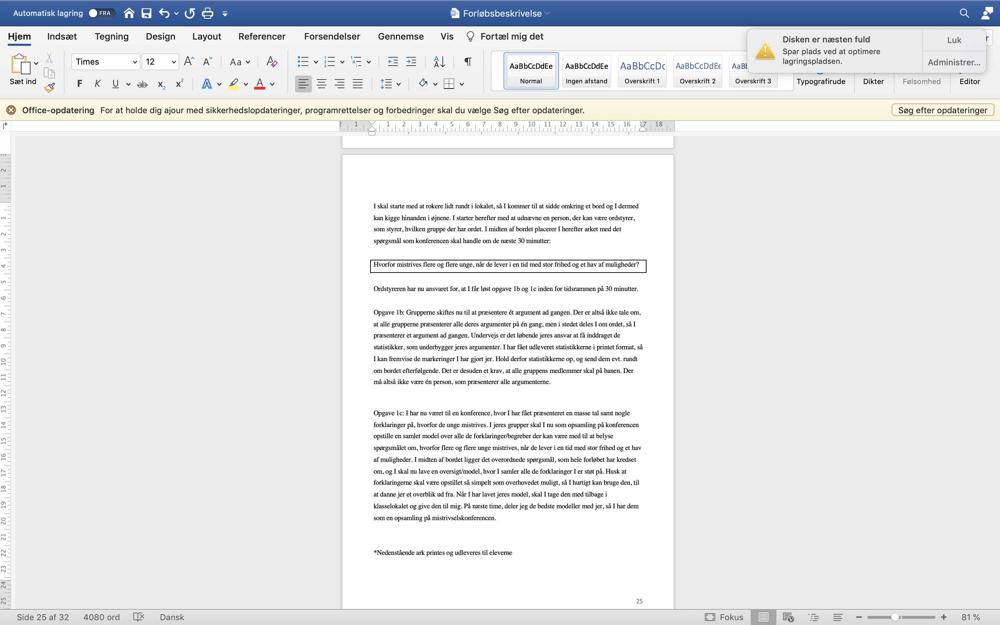 Automatisk lagring FRA Forløbsbeskrivelse
Hjem Indsæt Tegning Design Layout Referencer Forsendelser Gennemse Vis Fortæl mig det
Disken er næsten fuld
Spar plads ved at optimere
lagringspladsen.
Luk
Administrer...
Sæt ind
Times 12
F K U ab x2 x2 A A
AaBbCcDdEe AaBbCcDdEe AaBbCcDc AaBbCcDdEe AaBb
Normal Ingen afstand Overskrift 1 Overskrift 2 Overskrift 3
Typografirude Dikter Følsomhed Editor
Office-opdatering For at holde dig ajour med sikkerhedslopdateringer, programrettelser og forbedringer skal du vælge Søg efter opdateringer. Søg efter opdateringer
2 1 1 2 3 4 5 6 7 8 9 10 11 12 13 14 15 16 17 18
I skal starte med at rokere lidt rundt i lokalet, så I kommer til at sidde omkring et bord og I dermed
kan kigge hinanden i øjnene. I starter herefter med at udnævne en person, der kan være ordstyrer,
som styrer, hvilken gruppe der har ordet. I midten af bordet placerer I herefter arket med det
spørgsmål som konferencen skal handle om de næste 30 minutter:
Hvorfor mistrives flere og flere unge, når de lever i en tid med stor frihed og et hav af muligheder?
Ordstyreren har nu ansvaret for, at I får løst opgave 1b og 1c inden for tidsrammen på 30 minutter.
Opgave 1b: Grupperne skiftes nu til at præsentere ét argument ad gangen. Der er altså ikke tale om,
at alle grupperne præsenterer alle deres argumenter på én gang, men i stedet deles I om ordet, så I
præsenterer et argument ad gangen. Undervejs er det løbende jeres ansvar at få inddraget de
statistikker, som underbygger jeres argumenter. I har fået udleveret statistikkerne i printet format, så
I kan fremvise de markeringer I har gjort jer. Hold derfor statistikkerne op, og send dem evt. rundt
om bordet efterfølgende. Det er desuden et krav, at alle gruppens medlemmer skal på banen. Der
må altså ikke være én person, som præsenterer alle argumenterne.
Opgave 1c: I har nu været til en konference, hvor I har fået præsenteret en masse tal samt nogle
forklaringer på, hvorfor de unge mistrives. I jeres grupper skal I nu som opsamling på konferencen
opstille en samlet model over alle de forklaringer/begreber der kan være med til at belyse
spørgsmålet om, hvorfor flere og flere unge mistrives, når de lever i en tid med stor frihed og et hav
af muligheder. I midten af bordet ligger det overordnede spørgsmål, som hele forløbet har kredset
om, og I skal nu lave en oversigt/model, hvor I samler alle de forklaringer I er støt på. Husk at
forklaringerne skal være opstillet så simpelt som overhovedet muligt, så I hurtigt kan bruge den, til
at danne jer et overblik ud fra. Når I har lavet jeres model, skal I tage den med tilbage i
klasselokalet og give den til mig. På næste time, deler jeg de bedste modeller med jer, så I har dem
som en opsamling på mistrivselskonferencen.
*Nedenstående ark printes og udleveres til eleverne
25
Side 25 af 32 4080 ord Dansk Fokus 81 %